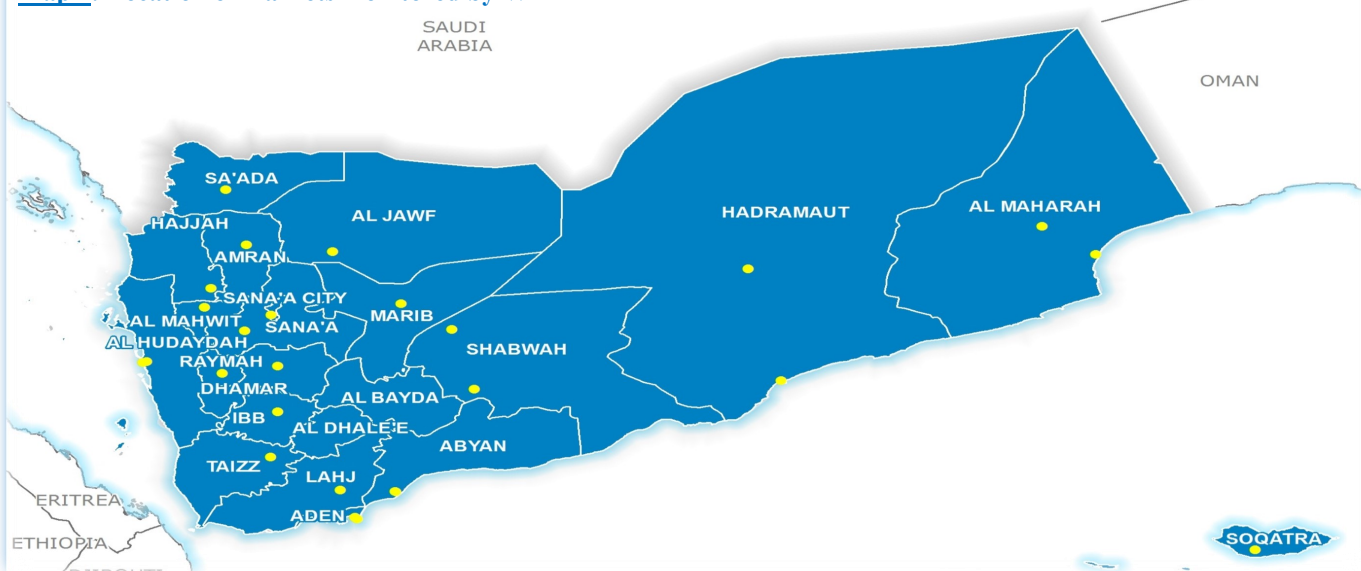 SAUDI
ARABIA
OMAN
SA'ADA
HAJJAH
AL JAWF
HADRAMAUT
AL MAHARAH
AMRAN
SANA'A CITY
MARIB
AL MAHWIT
SANA'A
AL HUDAYDAH
SHABWAH
RAYMAH
DHAMAR
AL BAYDA
IBB
AL DHALE'E
ABYAN
TAIZZ
LAHJ
ERITREA
ADEN
ETHIOPIA
SOQATRA